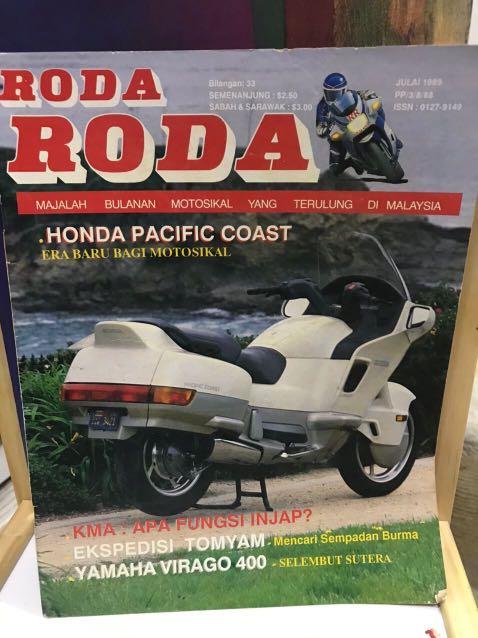 RODA
RODA
Bilangan: 33
SEMENANJUNG : $2.50
SABAH & SARAWAK : $3.00
JULAI 1989
PP/3/8/88
ISSN : 0127-9149
MAJALAH BULANAN MOTOSIKAL YANG TERULUNG DI MALAYSIA
.HONDA PACIFIC COAST
ERA BARU BAGI MOTOSIKAL
PACIFIC COAST
.KMA . APA FUNGSI INJAP?
.EKSPEDISI TOMYAM - Mencari Sempadan Burma
.YAMAHA VIRAGO 400 - SELEMBUT SUTERA